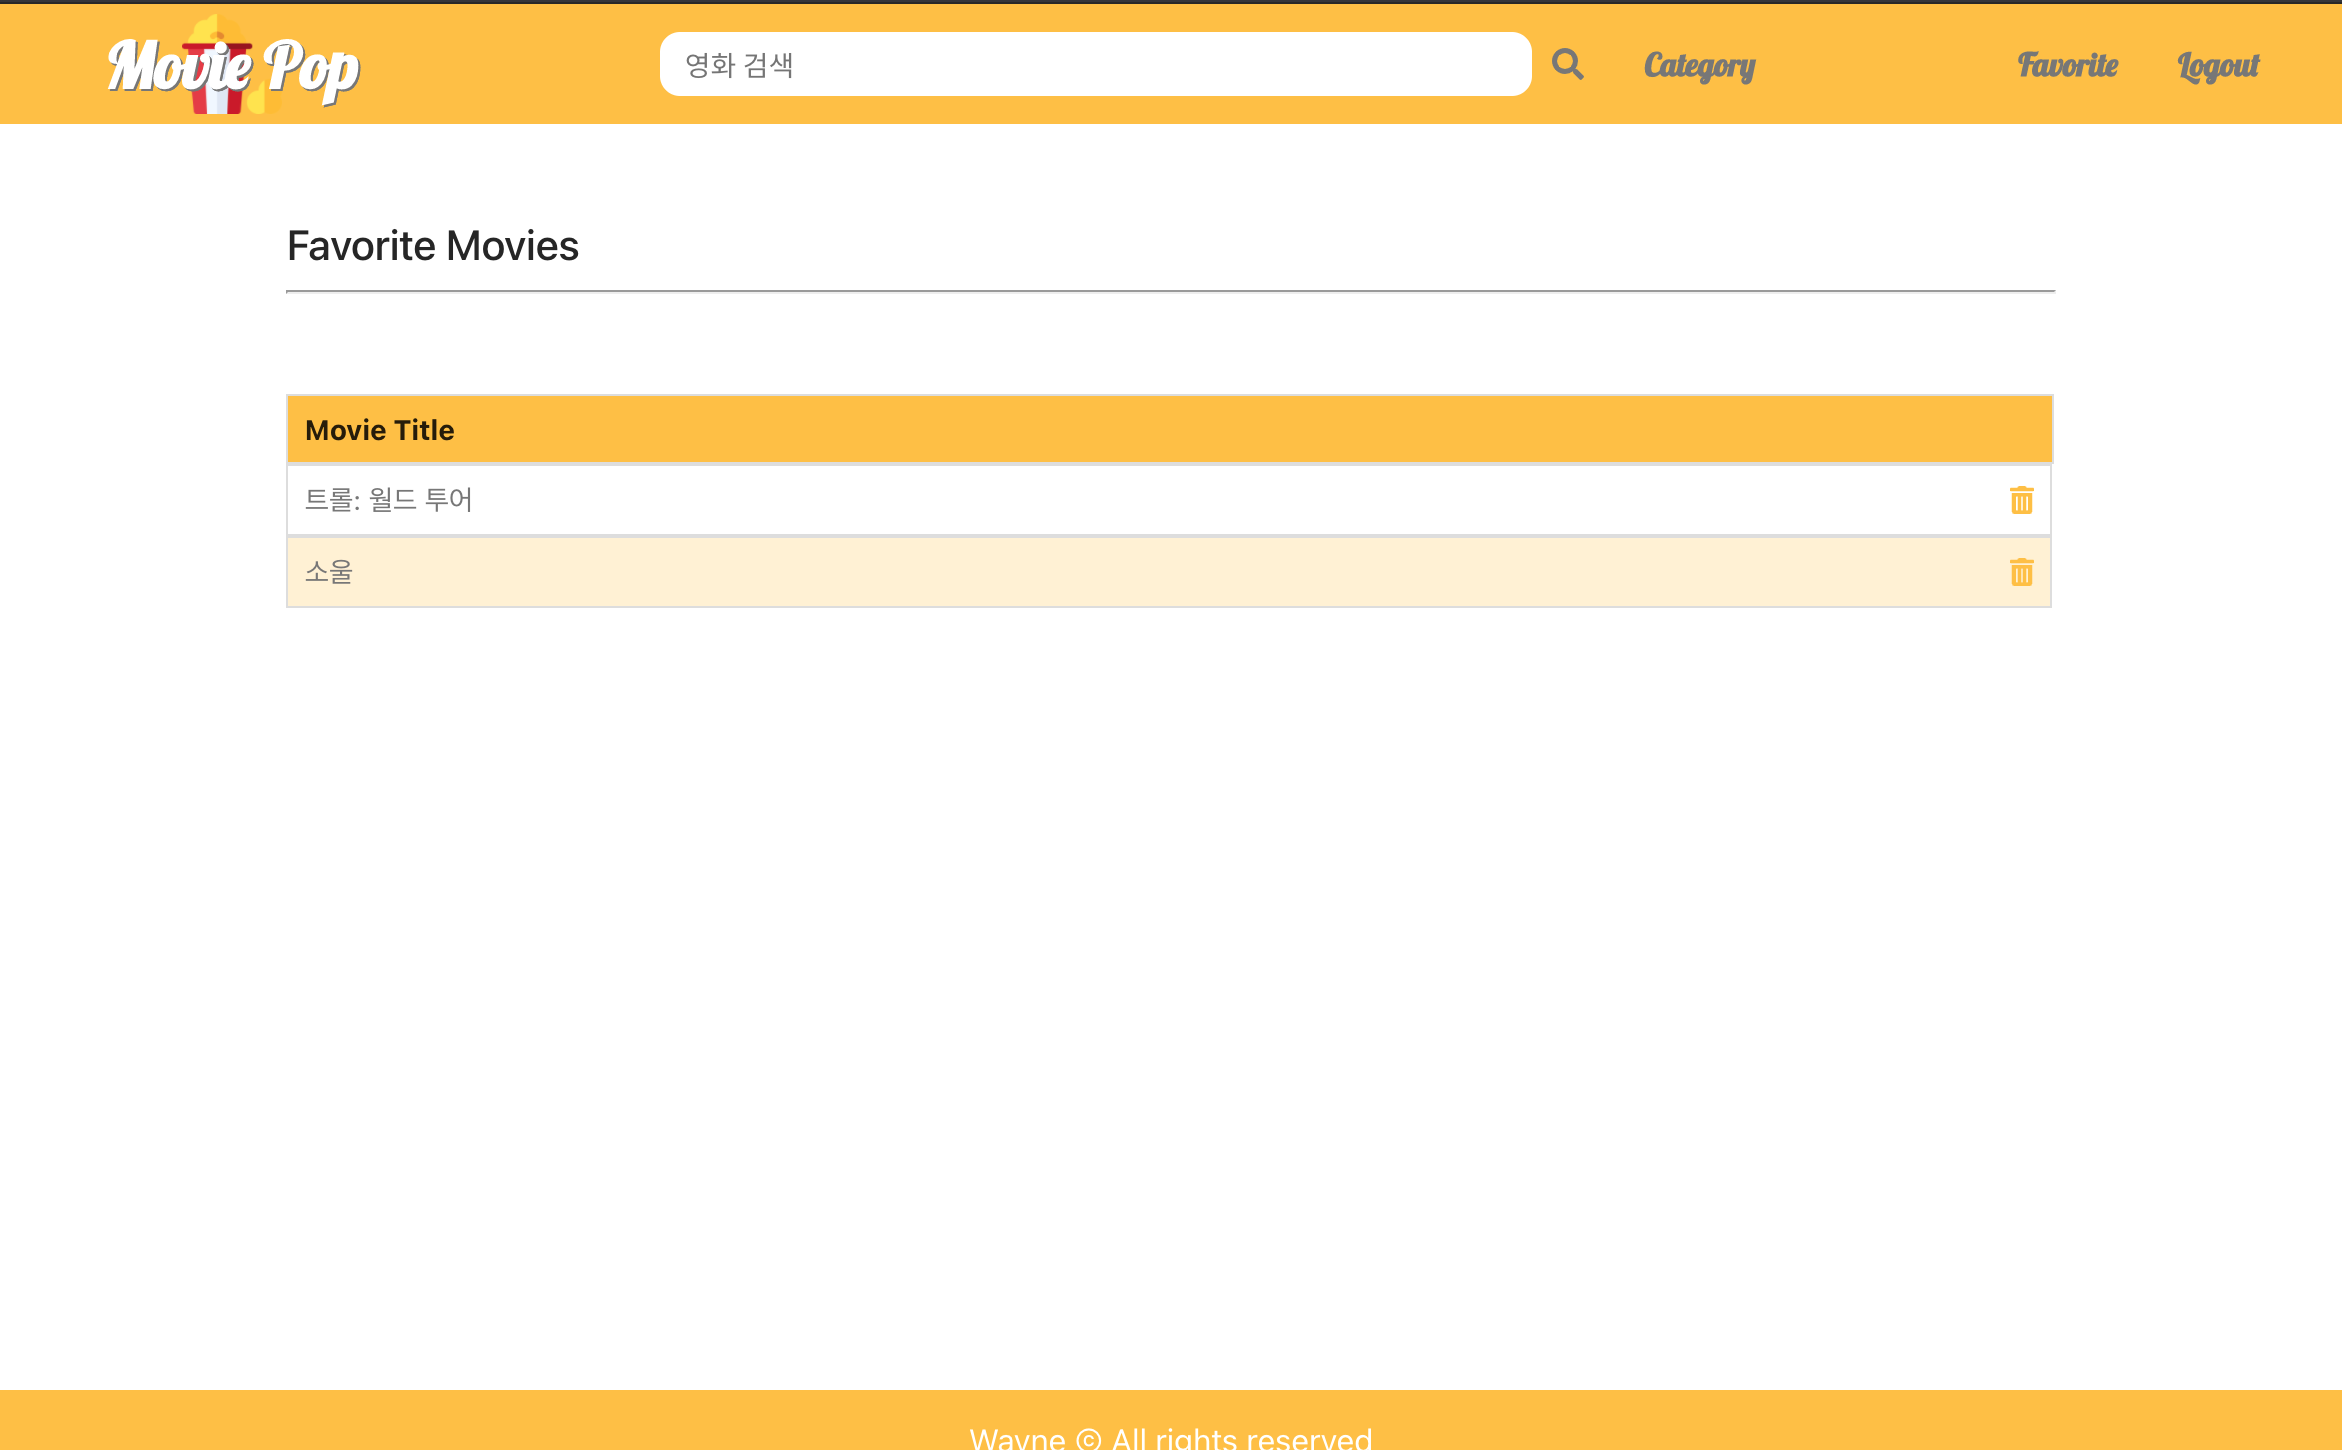 Movie Pop
영화 검색
Category
Favorite
Logout
Favorite Movies
Movie Title
트롤: 월드 투어
소울
Wayne © All rights reserved